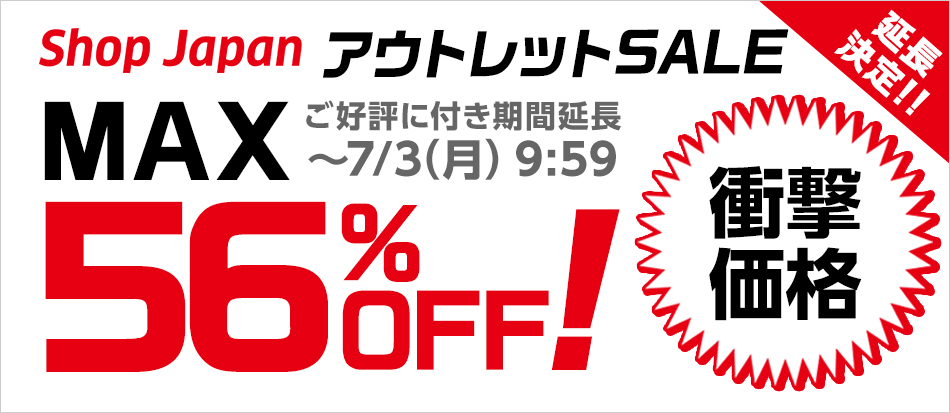 Shop Japan アウトレットSALE
延長
決定!!
MAX
ご好評に付き期間延長
～7/3(月) 9:59
56%OFF!
衝撃
価格